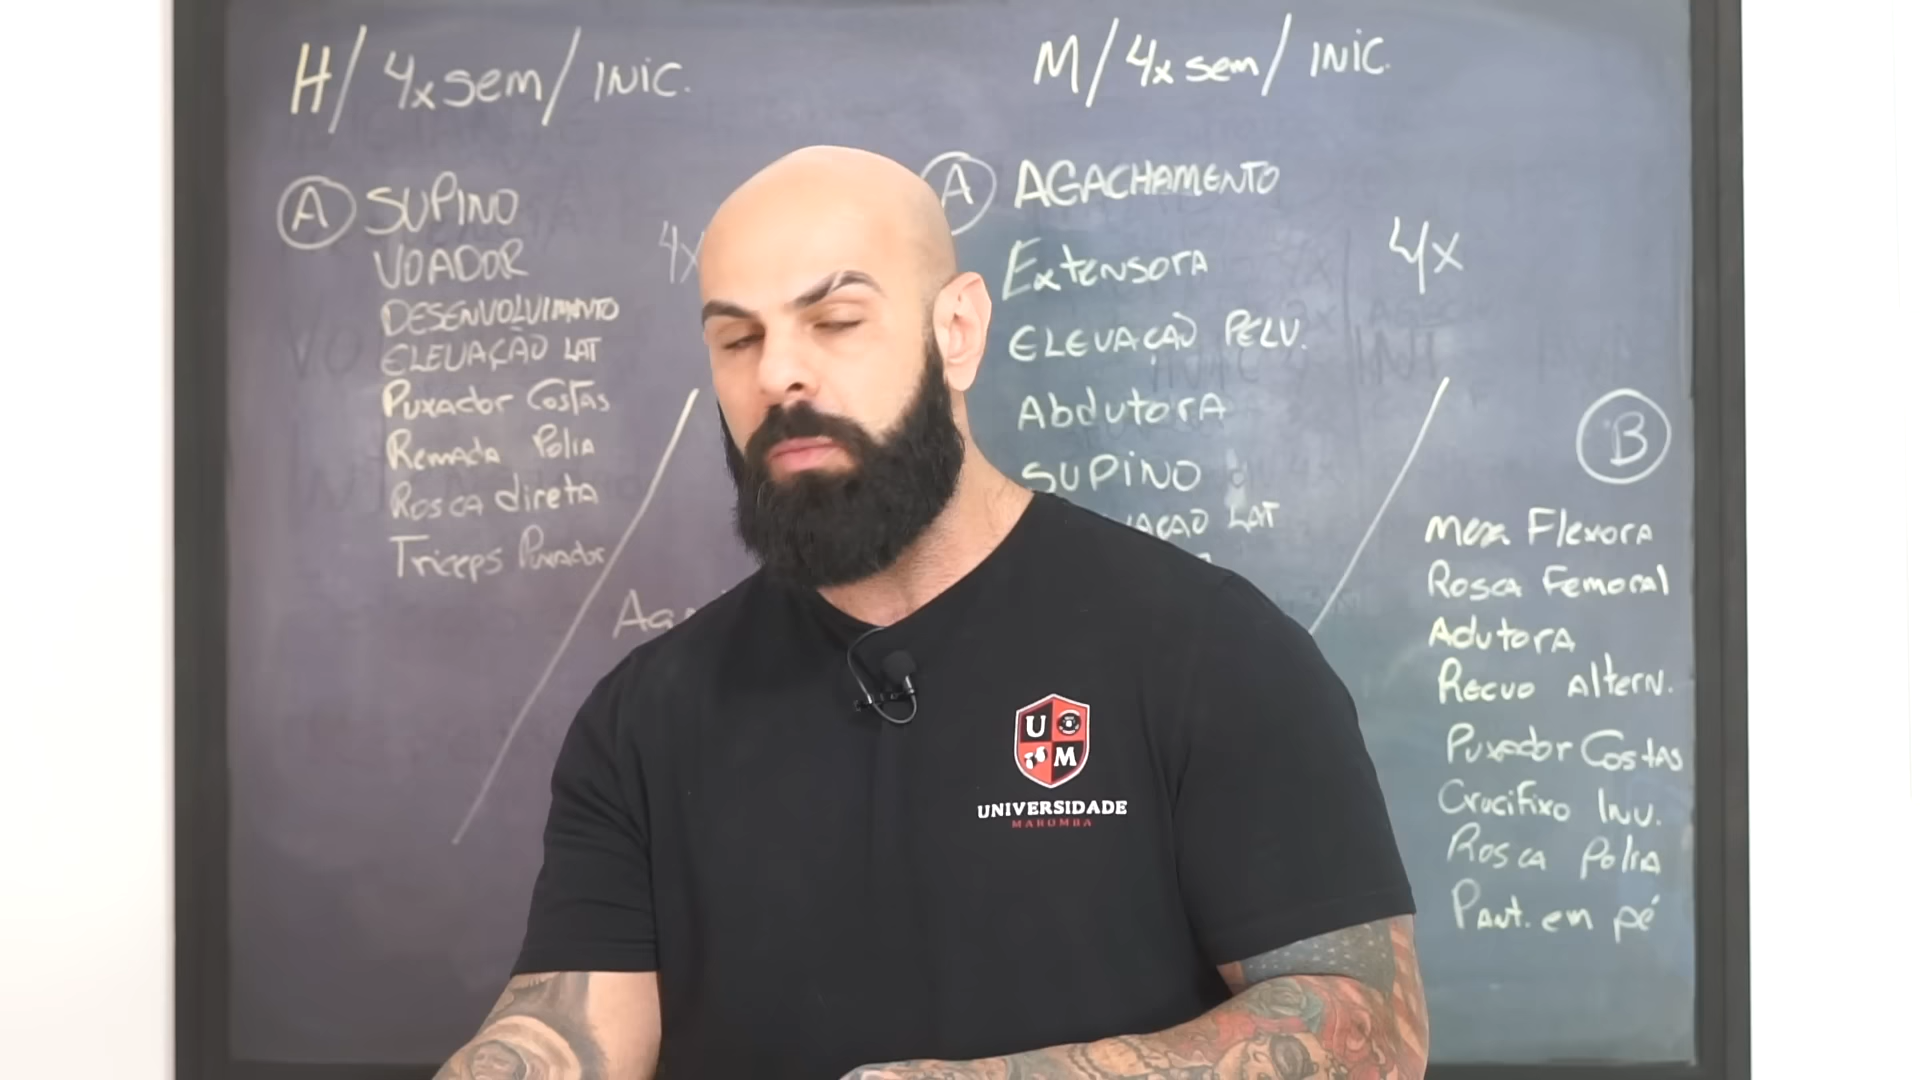 H/ 4x sem/ INIC.
A SUPINO
VOADOR
4x
DESENVOLVIMENTO
ELEVAÇÃO LAT
Puxador Costas
Remada Polia
Rosca direta
Triceps Puxador
M/ 4x sem/ INIC.
A AGACHAMENTO
Extensora
4x
ELEVAÇÃO PELV.
Abdutora
SUPINO
LAT
B
Mesa Flexora
Rosca Femoral
Adutora
Recuo Altern.
Puxador Costas
Crucifixo Inv.
Rosca Polia
Pant. em pé
U
M
UNIVERSIDADE
MAROMBA